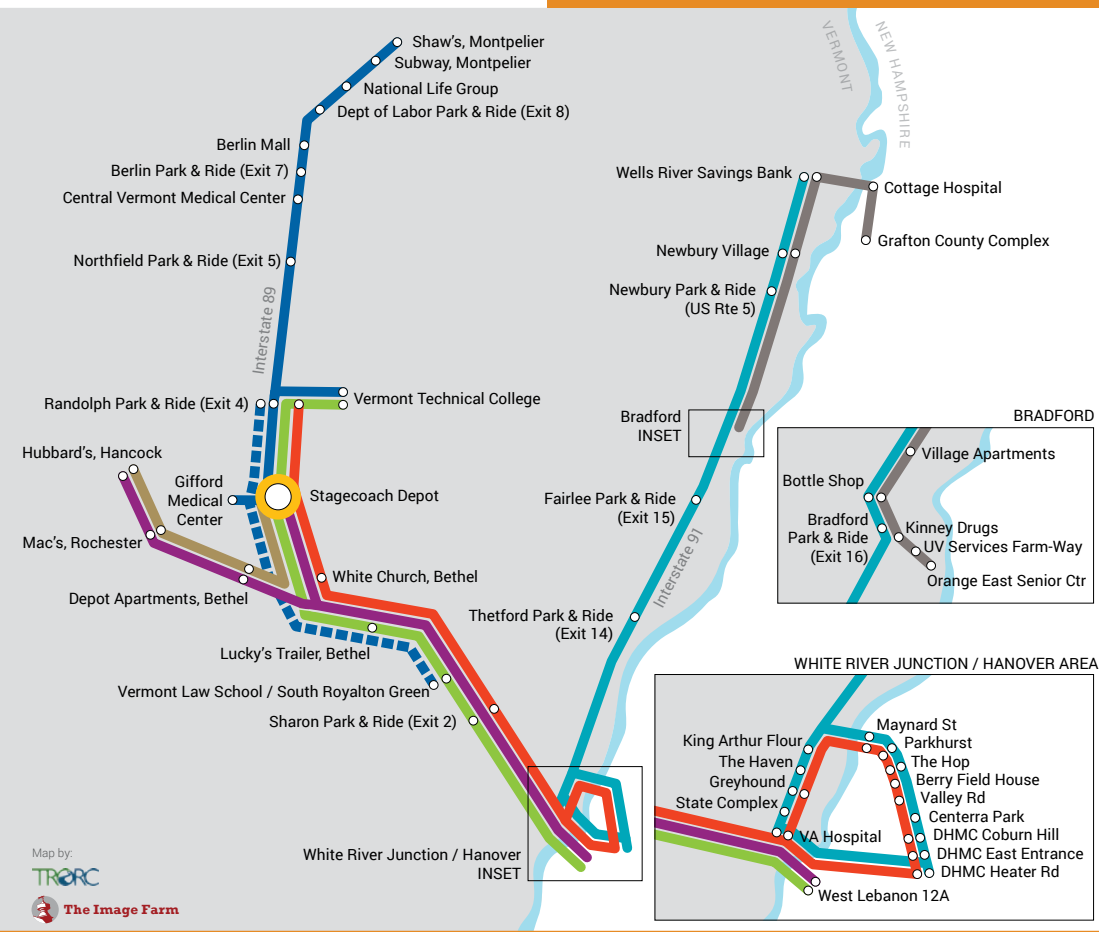 VERMONT
NEW HAMPSHIRE
Shaw's, Montpelier
Subway, Montpelier
National Life Group
Dept of Labor Park & Ride (Exit 8)
Berlin Mall
Berlin Park & Ride (Exit 7)
Central Vermont Medical Center
Northfield Park & Ride (Exit 5)
Interstate 89
Randolph Park & Ride (Exit 4)
Vermont Technical College
Hubbard's, Hancock
Gifford
Medical
Center
Stagecoach Depot
Mac's, Rochester
White Church, Bethel
Depot Apartments, Bethel
Lucky's Trailer, Bethel
Vermont Law School / South Royalton Green
Sharon Park & Ride (Exit 2)
White River Junction / Hanover
INSET
Wells River Savings Bank
Cottage Hospital
Grafton County Complex
Newbury Village
Newbury Park & Ride
(US Rte 5)
Bradford
INSET
Fairlee Park & Ride
(Exit 15)
Interstate 91
Thetford Park & Ride
(Exit 14)
BRADFORD
Village Apartments
Bottle Shop
Bradford
Park & Ride
(Exit 16)
Kinney Drugs
UV Services Farm-Way
Orange East Senior Ctr
WHITE RIVER JUNCTION / HANOVER AREA
King Arthur Flour
The Haven
Greyhound
State Complex
VA Hospital
Maynard St
Parkhurst
The Hop
Berry Field House
Valley Rd
Centerra Park
DHMC Coburn Hill
DHMC East Entrance
DHMC Heater Rd
West Lebanon 12A
Map by:
TRORC
The Image Farm